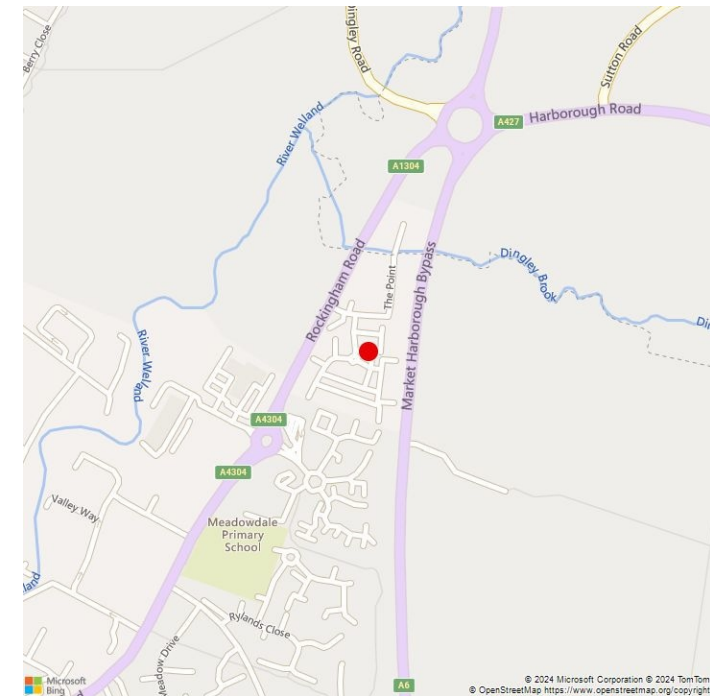 Berry Close
Dingley Road
Sutton Road
A427
Harborough Road
River Welland
A1304
Dingley Brook
The Point
Rockingham Road
Market Harborough Bypass
River Welland
A4304
A4304
Valley Way
Meadowdale
Primary
School
Rylands Close
Meadow Drive
A6
Microsoft
Bing
© 2024 Microsoft Corporation © 2024 TomTom
© OpenStreetMap https://www.openstreetmap.org/copyright